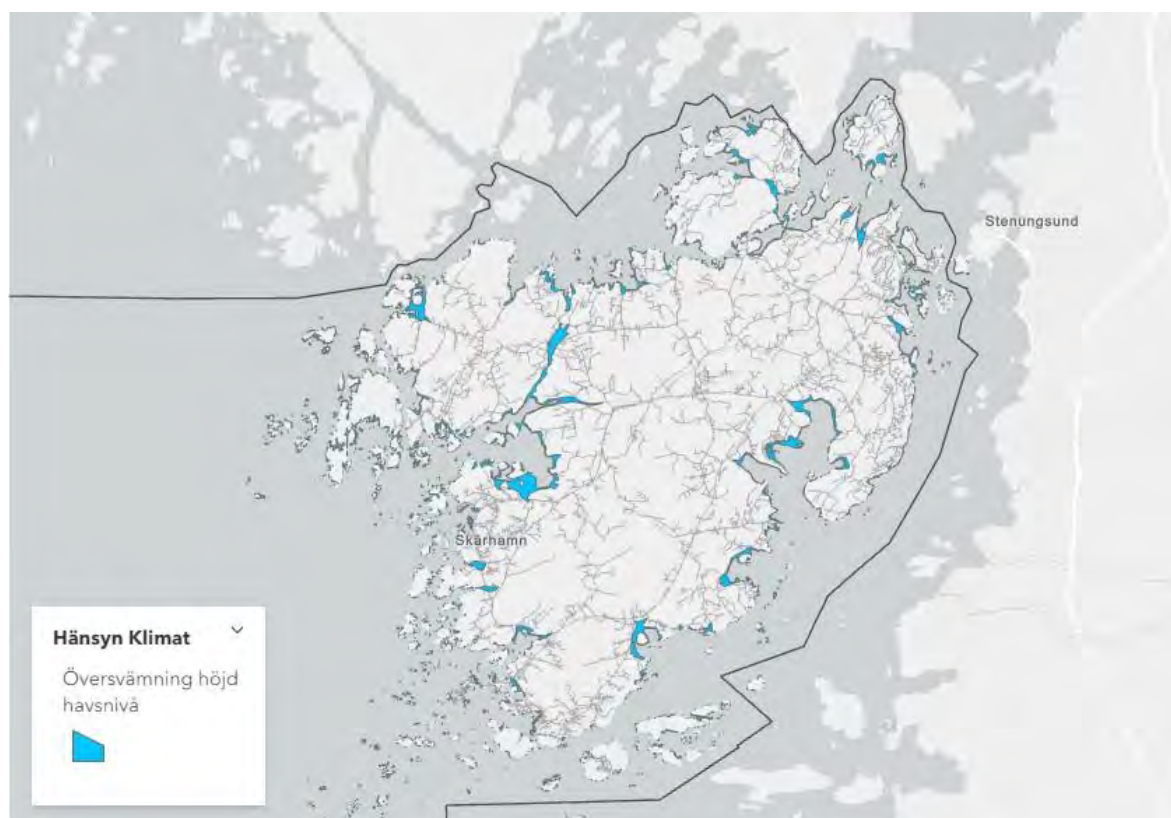 Stenungsund
Skärhamn
Hänsyn Klimat
Översvämning höjd
havsnivå